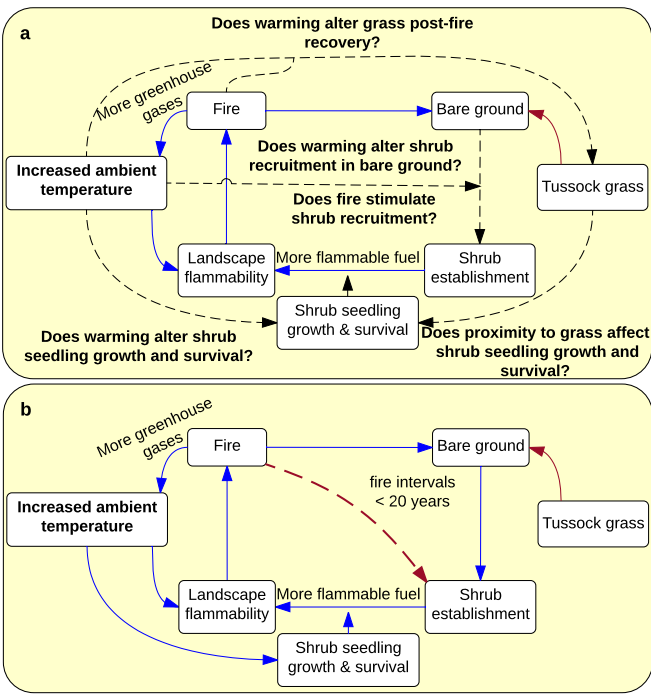 a
Does warming alter grass post-fire
recovery?
More greenhouse
gases
Fire
Bare ground
Does warming alter shrub
recruitment in bare ground?
Increased ambient
temperature
Tussock grass
Does fire stimulate
shrub recruitment?
Landscape
flammability
More flammable fuel
Shrub
establishment
Shrub seedling
growth & survival
Does warming alter shrub
seedling growth and survival?
Does proximity to grass affect
shrub seedling growth and
survival?
b
More greenhouse
gases
Fire
Bare ground
fire intervals
< 20 years
Increased ambient
temperature
Tussock grass
Landscape
flammability
More flammable fuel
Shrub
establishment
Shrub seedling
growth & survival